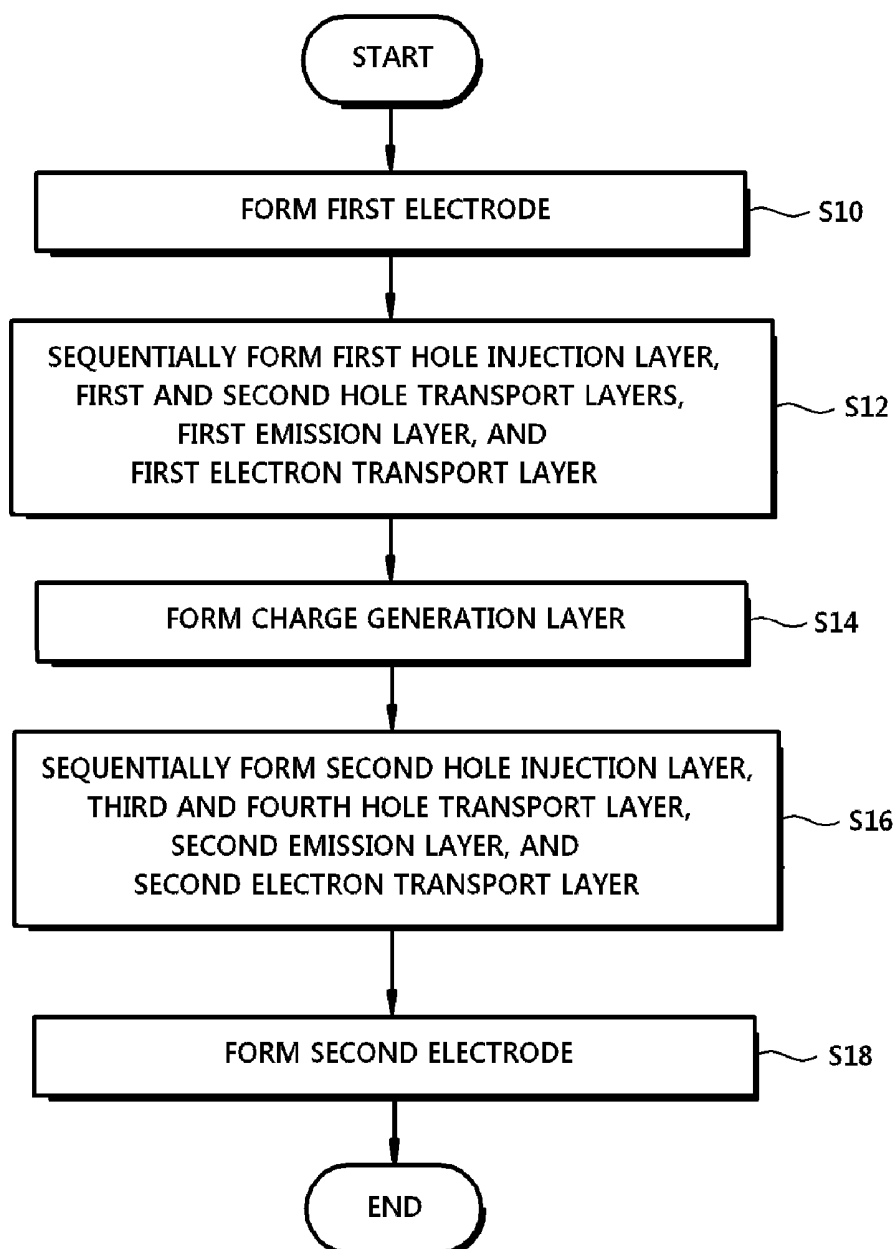 START
FORM FIRST ELECTRODE
S10
SEQUENTIALLY FORM FIRST HOLE INJECTION LAYER,
FIRST AND SECOND HOLE TRANSPORT LAYERS,
FIRST EMISSION LAYER, AND
FIRST ELECTRON TRANSPORT LAYER
S12
FORM CHARGE GENERATION LAYER
S14
SEQUENTIALLY FORM SECOND HOLE INJECTION LAYER,
THIRD AND FOURTH HOLE TRANSPORT LAYER,
SECOND EMISSION LAYER, AND
SECOND ELECTRON TRANSPORT LAYER
S16
FORM SECOND ELECTRODE
S18
END